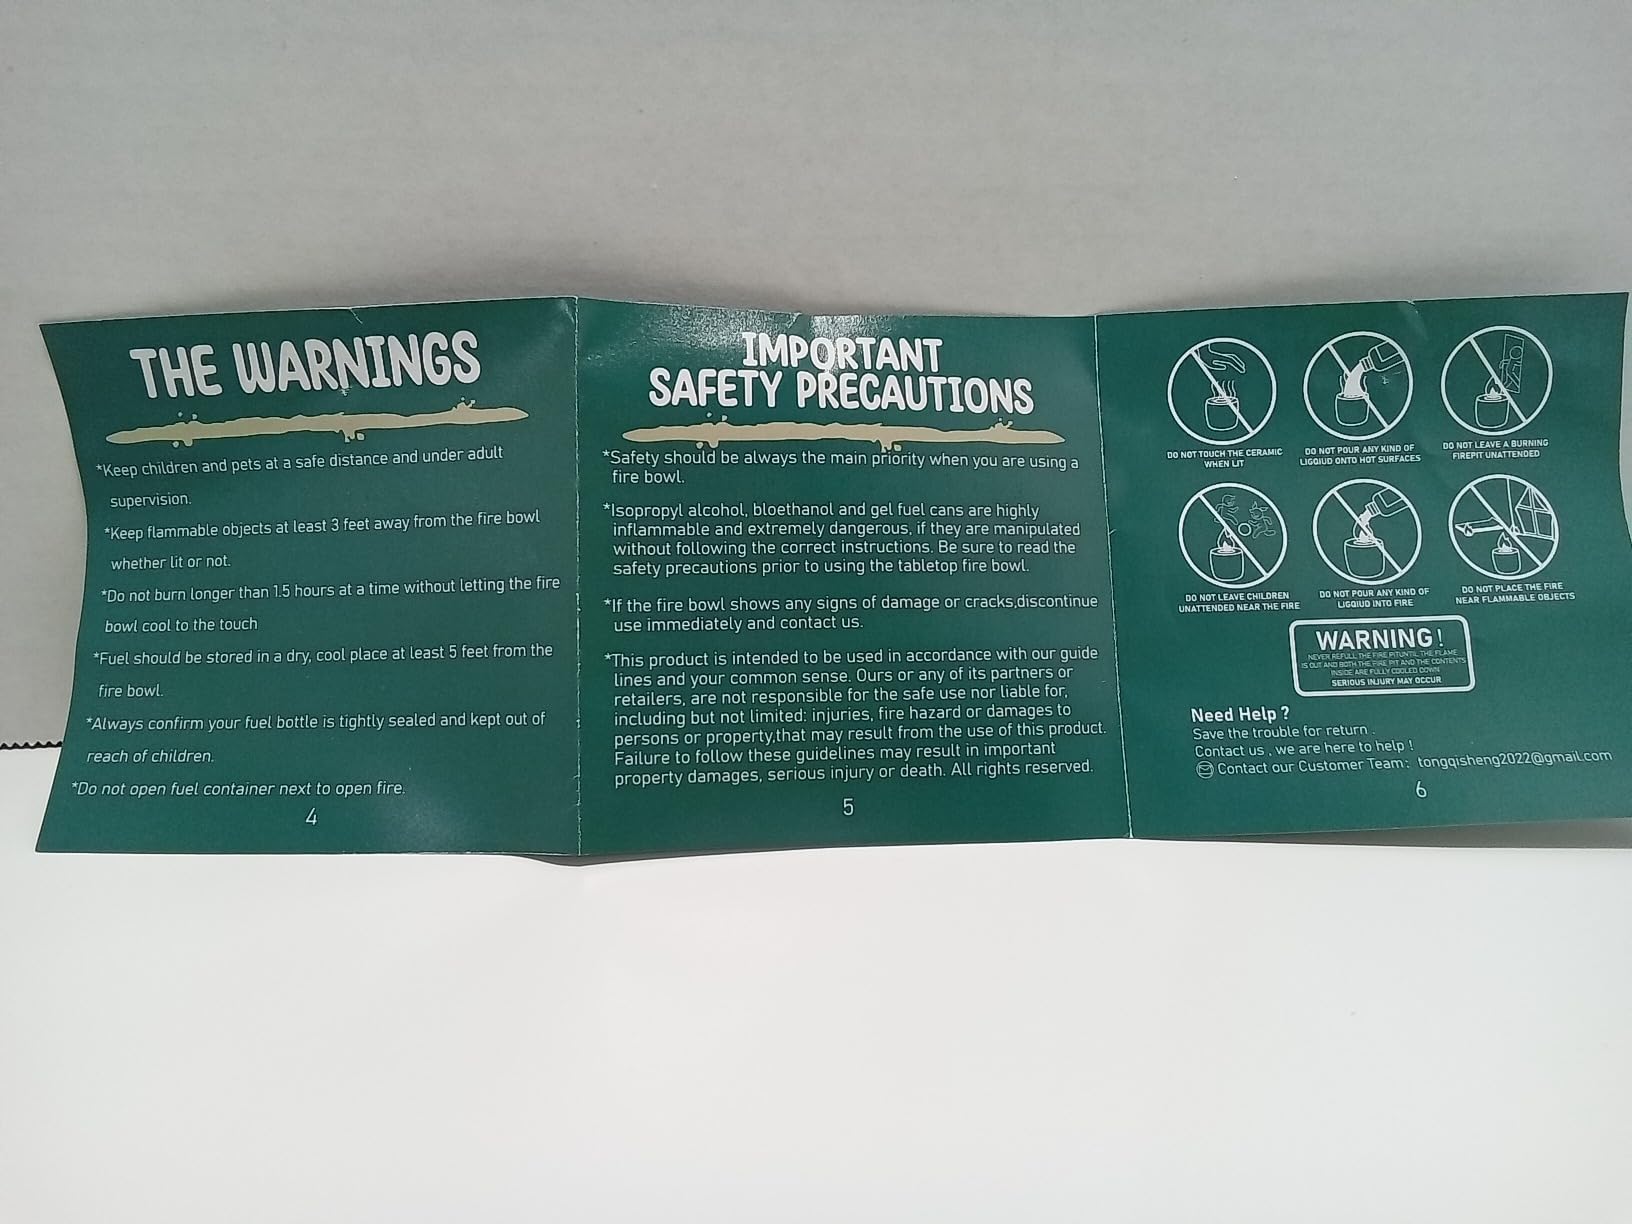 THE WARNINGS
*Keep children and pets at a safe distance and under adult
supervision.
*Keep flammable objects at least 3 feet away from the fire bowl
whether lit or not.
*Do not burn longer than 1.5 hours at a time without letting the fire
bowl cool to the touch
*Fuel should be stored in a dry, cool place at least 5 feet from the
fire bowl.
*Always confirm your fuel bottle is tightly sealed and kept out of
reach of children.
*Do not open fuel container next to open fire.
4
IMPORTANT
SAFETY PRECAUTIONS
*Safety should be always the main priority when you are using a
fire bowl.
*Isopropyl alcohol, bloethanol and gel fuel cans are highly
inflammable and extremely dangerous, if they are manipulated
without following the correct instructions. Be sure to read the
safety precautions prior to using the tabletop fire bowl.
*If the fire bowl shows any signs of damage or cracks,discontinue
use immediately and contact us.
*This product is intended to be used in accordance with our guide
lines and your common sense. Ours or any of its partners or
retailers, are not responsible for the safe use nor liable for,
including but not limited: injuries, fire hazard or damages to
persons or property,that may result from the use of this product.
Failure to follow these guidelines may result in important
property damages, serious injury or death. All rights reserved.
5
DO NOT TOUCH THE CERAMIC
WHEN LIT
DO NOT POUR ANY KIND OF
LIGQIUD ONTO HOT SURFACES
DO NOT LEAVE A BURNING
FIREPIT UNATTENDED
DO NOT LEAVE CHILDREN
UNATTENDED NEAR THE FIRE
DO NOT POUR ANY KIND OF
LIGQIUD INTO FIRE
DO NOT PLACE THE FIRE
NEAR FLAMMABLE OBJECTS
WARNING!
NEVER REFULL THE FIRE PITUNTIL THE FLAME
IS OUT AND BOTH THE FIRE PIT AND THE CONTENTS
INSIDE ARE FULLY COOLED DOWN
SERIOUS INJURY MAY OCCUR
Need Help ?
Save the trouble for return .
Contact us , we are here to help !
Contact our Customer Team: tongqisheng2022@gmail.com
6